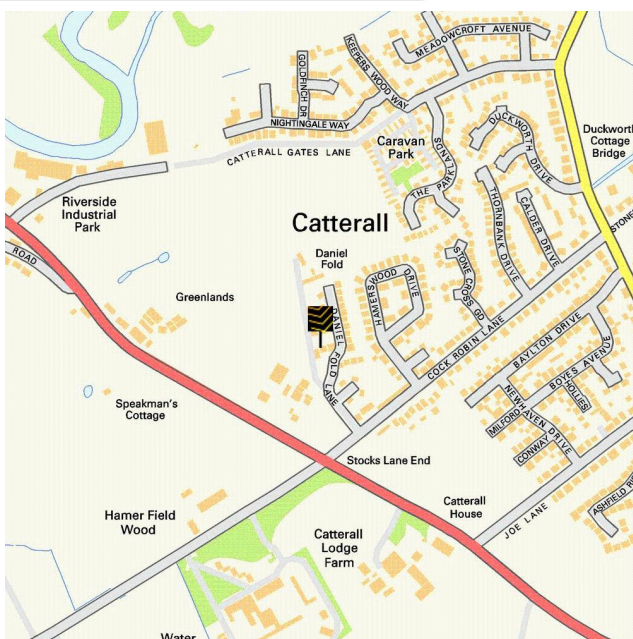 MEADOWCROFT AVENUE
KEEPERS WOOD WAY
GOLDFINCH DR
NIGHTINGALE WAY
DUCKWORTH DRIVE
Duckworth
Cottage
Bridge
CATTERALL GATES LANE
Caravan
Park
THE PARKLANDS
Riverside
Industrial
Park
THORNBANK DRIVE
CALDER DRIVE
Catterall
ROAD
Daniel
Fold
HAMERSWOOD DRIVE
STONE CROSS GD
Greenlands
DANIEL FOLD LANE
COCK ROBIN LANE
BAYLTON DRIVE
BOYES AVENUE
HOLLIES
NEWHAVEN DRIVE
MILFORD
CONWAY
Speakman's
Cottage
Stocks Lane End
Catterall
House
JOE LANE
Hamer Field
Wood
Catterall
Lodge
Farm
Water